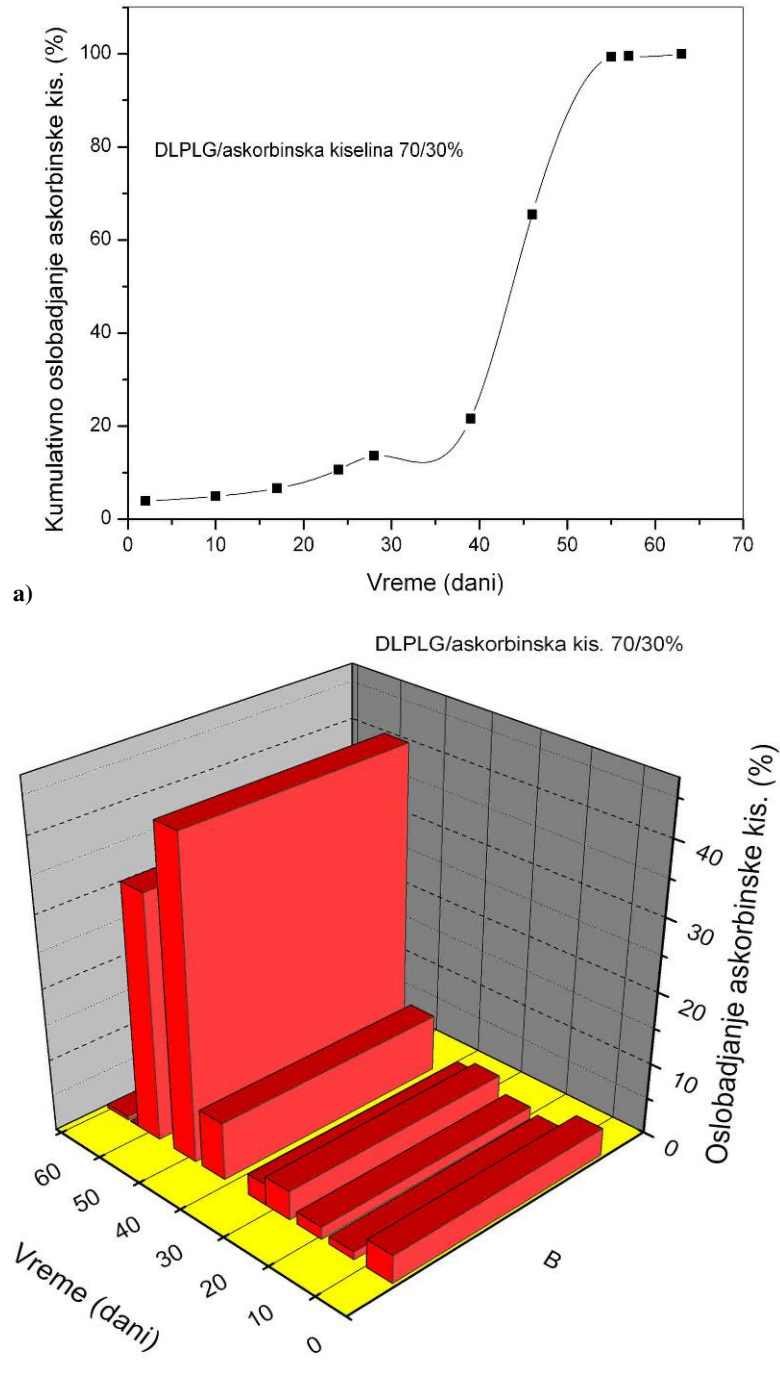 Kumulativno oslobadjanje askorbinske kis. (%)
100
80
60
40
20
0
DLPLG/askorbinska kiselina 70/30%
0 10 20 30 40 50 60 70
Vreme (dani)
a)
DLPLG/askorbinska kis. 70/30%
40
30
20
10
0
Oslobadjanje askorbinske kis. (%)
60
50
40
30
20
10
0
Vreme (dani)
B